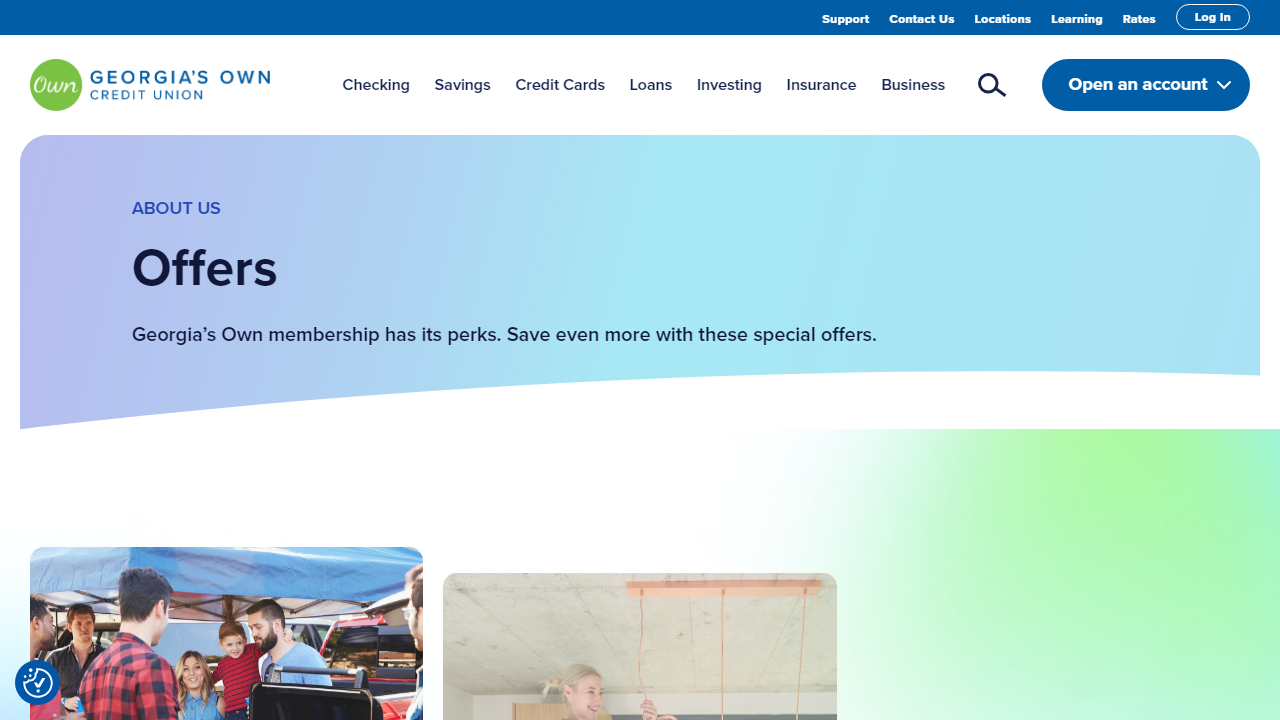 Support Contact Us Locations Learning Rates Log In
Own GEORGIA'S OWN
CREDIT UNION
Checking Savings Credit Cards Loans Investing Insurance Business Open an account
ABOUT US
Offers
Georgia’s Own membership has its perks. Save even more with these special offers.